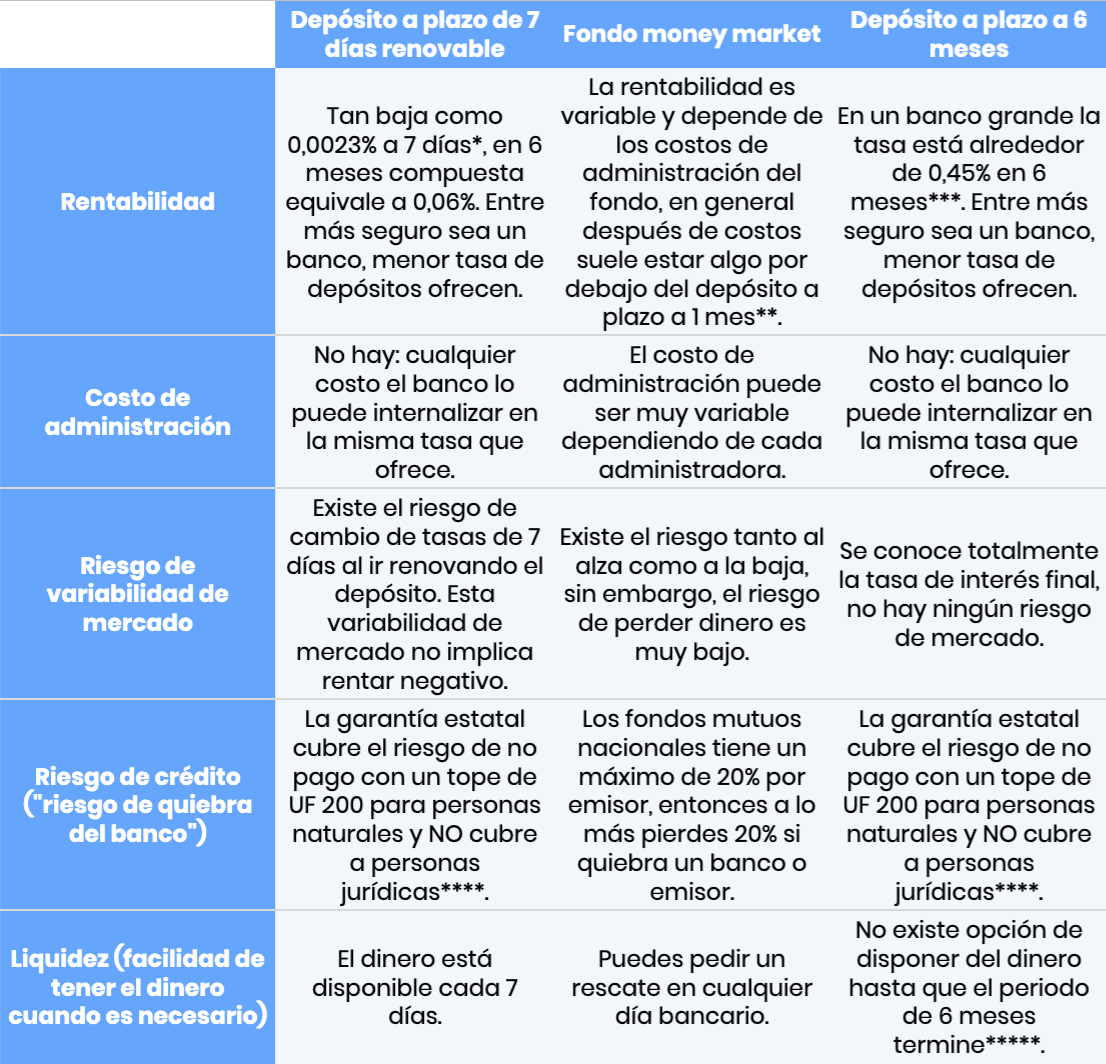 Depósito a plazo de 7
días renovable
Fondo money market
Depósito a plazo a 6
meses
Rentabilidad
Tan baja como
0,0023% a 7 días*, en 6
meses compuesta
equivale a 0,06%. Entre
más seguro sea un
banco, menor tasa de
depósitos ofrecen.
La rentabilidad es
variable y depende de
los costos de
administración del
fondo, en general
después de costos
suele estar algo por
debajo del depósito a
plazo a 1 mes**.
En un banco grande la
tasa está alrededor
de 0,45% en 6
meses***. Entre más
seguro sea un banco,
menor tasa de
depósitos ofrecen.
Costo de
administración
No hay: cualquier
costo el banco lo
puede internalizar en
la misma tasa que
ofrece.
El costo de
administración puede
ser muy variable
dependiendo de cada
administradora.
No hay: cualquier
costo el banco lo
puede internalizar en
la misma tasa que
ofrece.
Riesgo de
variabilidad de
mercado
Existe el riesgo de
cambio de tasas de 7
días al ir renovando el
depósito. Esta
variabilidad de
mercado no implica
rentar negativo.
Existe el riesgo tanto al
alza como a la baja,
sin embargo, el riesgo
de perder dinero es
muy bajo.
Se conoce totalmente
la tasa de interés final,
no hay ningún riesgo
de mercado.
Riesgo de crédito
("riesgo de quiebra
del banco")
La garantía estatal
cubre el riesgo de no
pago con un tope de
UF 200 para personas
naturales y NO cubre
a personas
jurídicas****.
Los fondos mutuos
nacionales tiene un
máximo de 20% por
emisor, entonces a lo
más pierdes 20% si
quiebra un banco o
emisor.
La garantía estatal
cubre el riesgo de no
pago con un tope de
UF 200 para personas
naturales y NO cubre
a personas
jurídicas****.
Liquidez (facilidad de
tener el dinero
cuando es necesario)
El dinero está
disponible cada 7
días.
Puedes pedir un
rescate en cualquier
día bancario.
No existe opción de
disponer del dinero
hasta que el periodo
de 6 meses
termine*****.